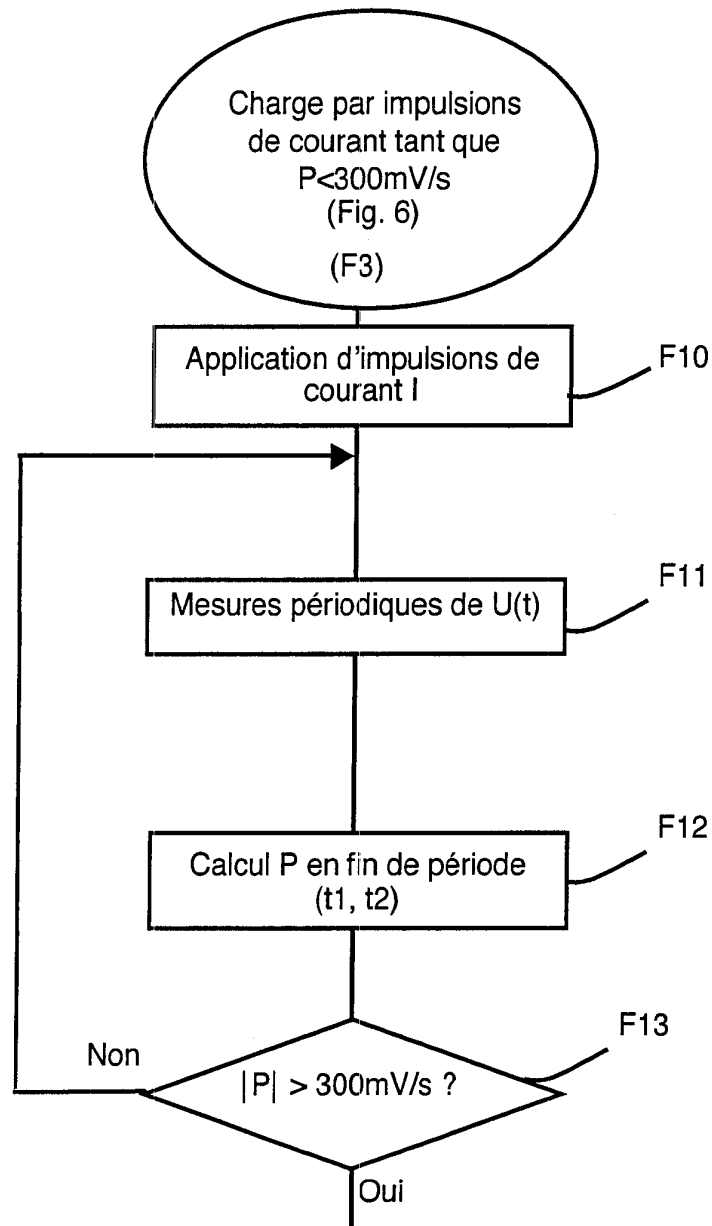 Charge par impulsions
de courant tant que
P<300mV/s
(Fig. 6)
(F3)
Application d'impulsions de
courant I
F10
Mesures périodiques de U(t)
F11
Calcul P en fin de période
(t1, t2)
F12
|P| > 300mV/s ?
F13
Non
Oui